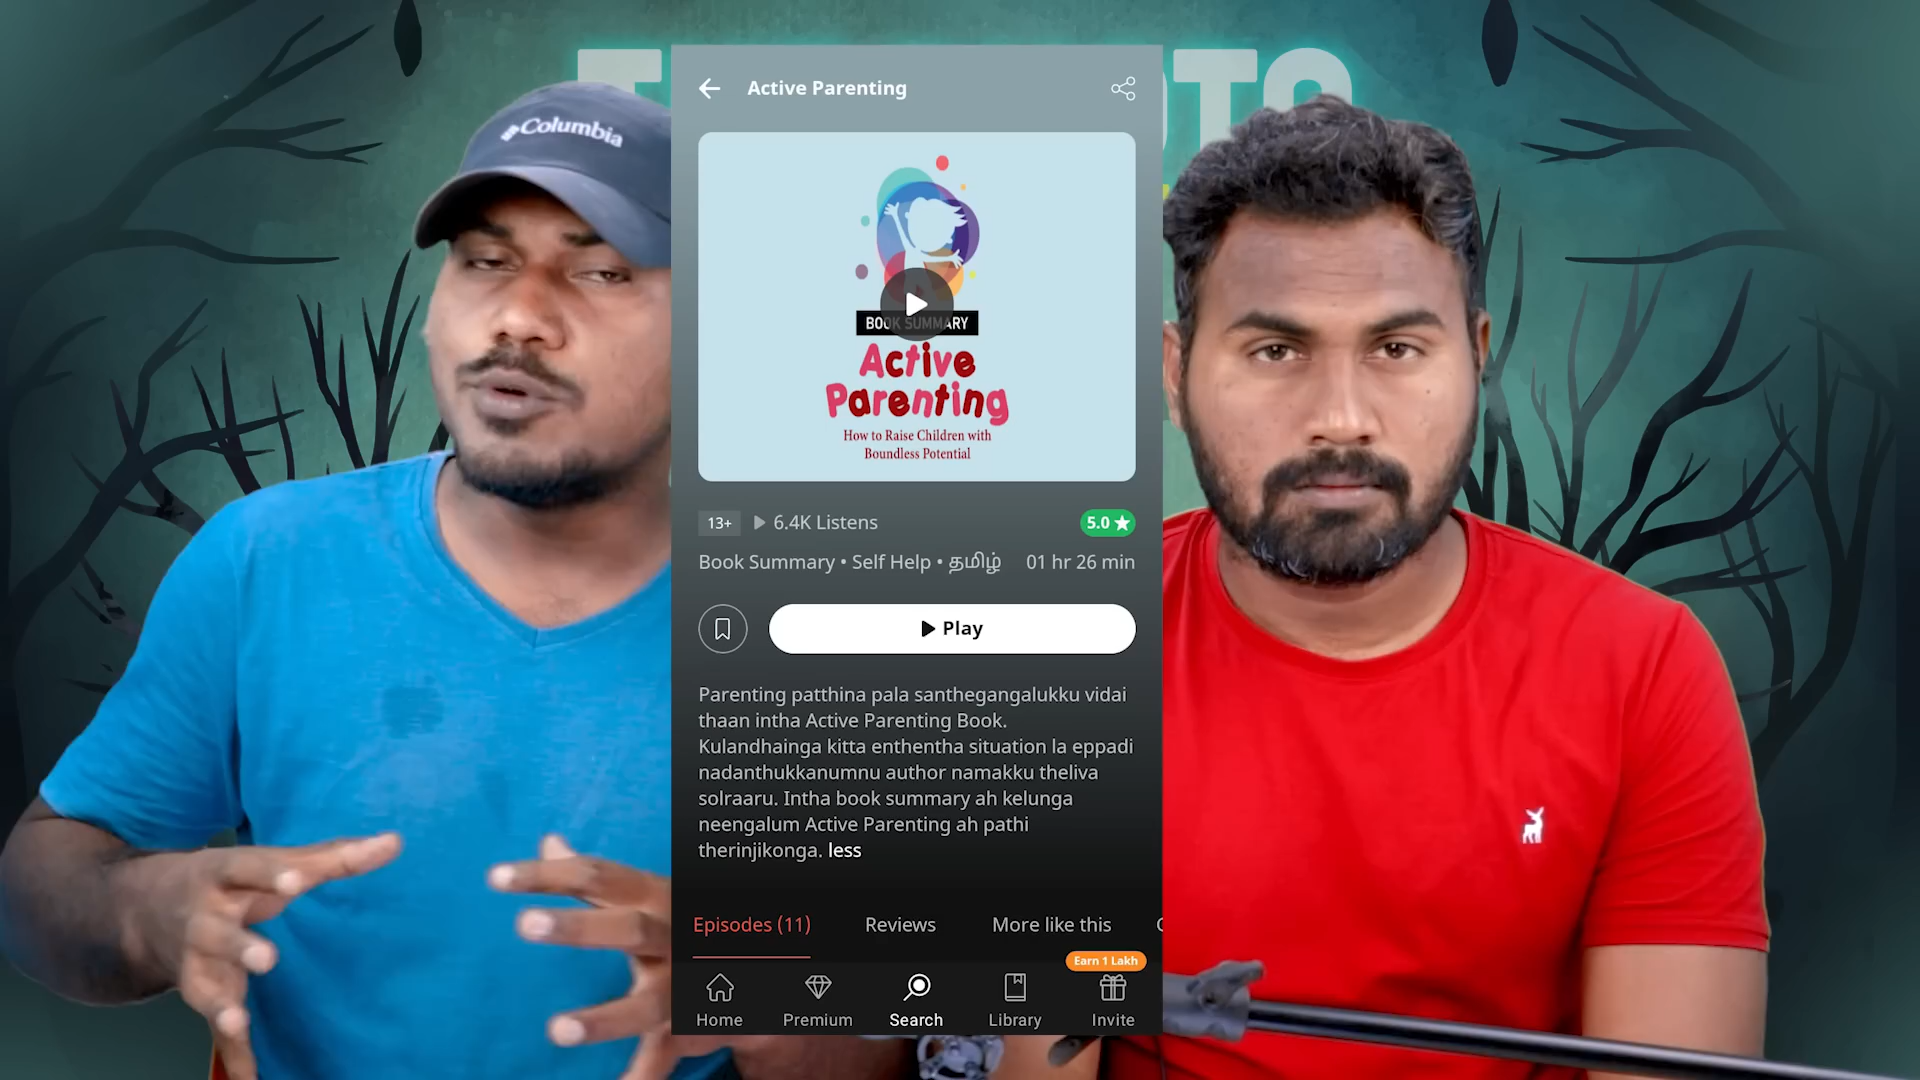 Columbia
Active Parenting
BOOK SUMMARY
Active
Parenting
How to Raise Children with
Boundless Potential
13+ 6.4K Listens 5.0
Book Summary • Self Help • தமிழ் 01 hr 26 min
Play
Parenting patthina pala santhegangalukku vidai
thaan intha Active Parenting Book.
Kulandhainga kitta enthentha situation la eppadi
nadanthukkanumnu author namakku theliva
solraaru. Intha book summary ah kelunga
neengalum Active Parenting ah pathi
therinjikonga. less
Episodes (11) Reviews More like this
Earn 1 Lakh
Home Premium Search Library Invite